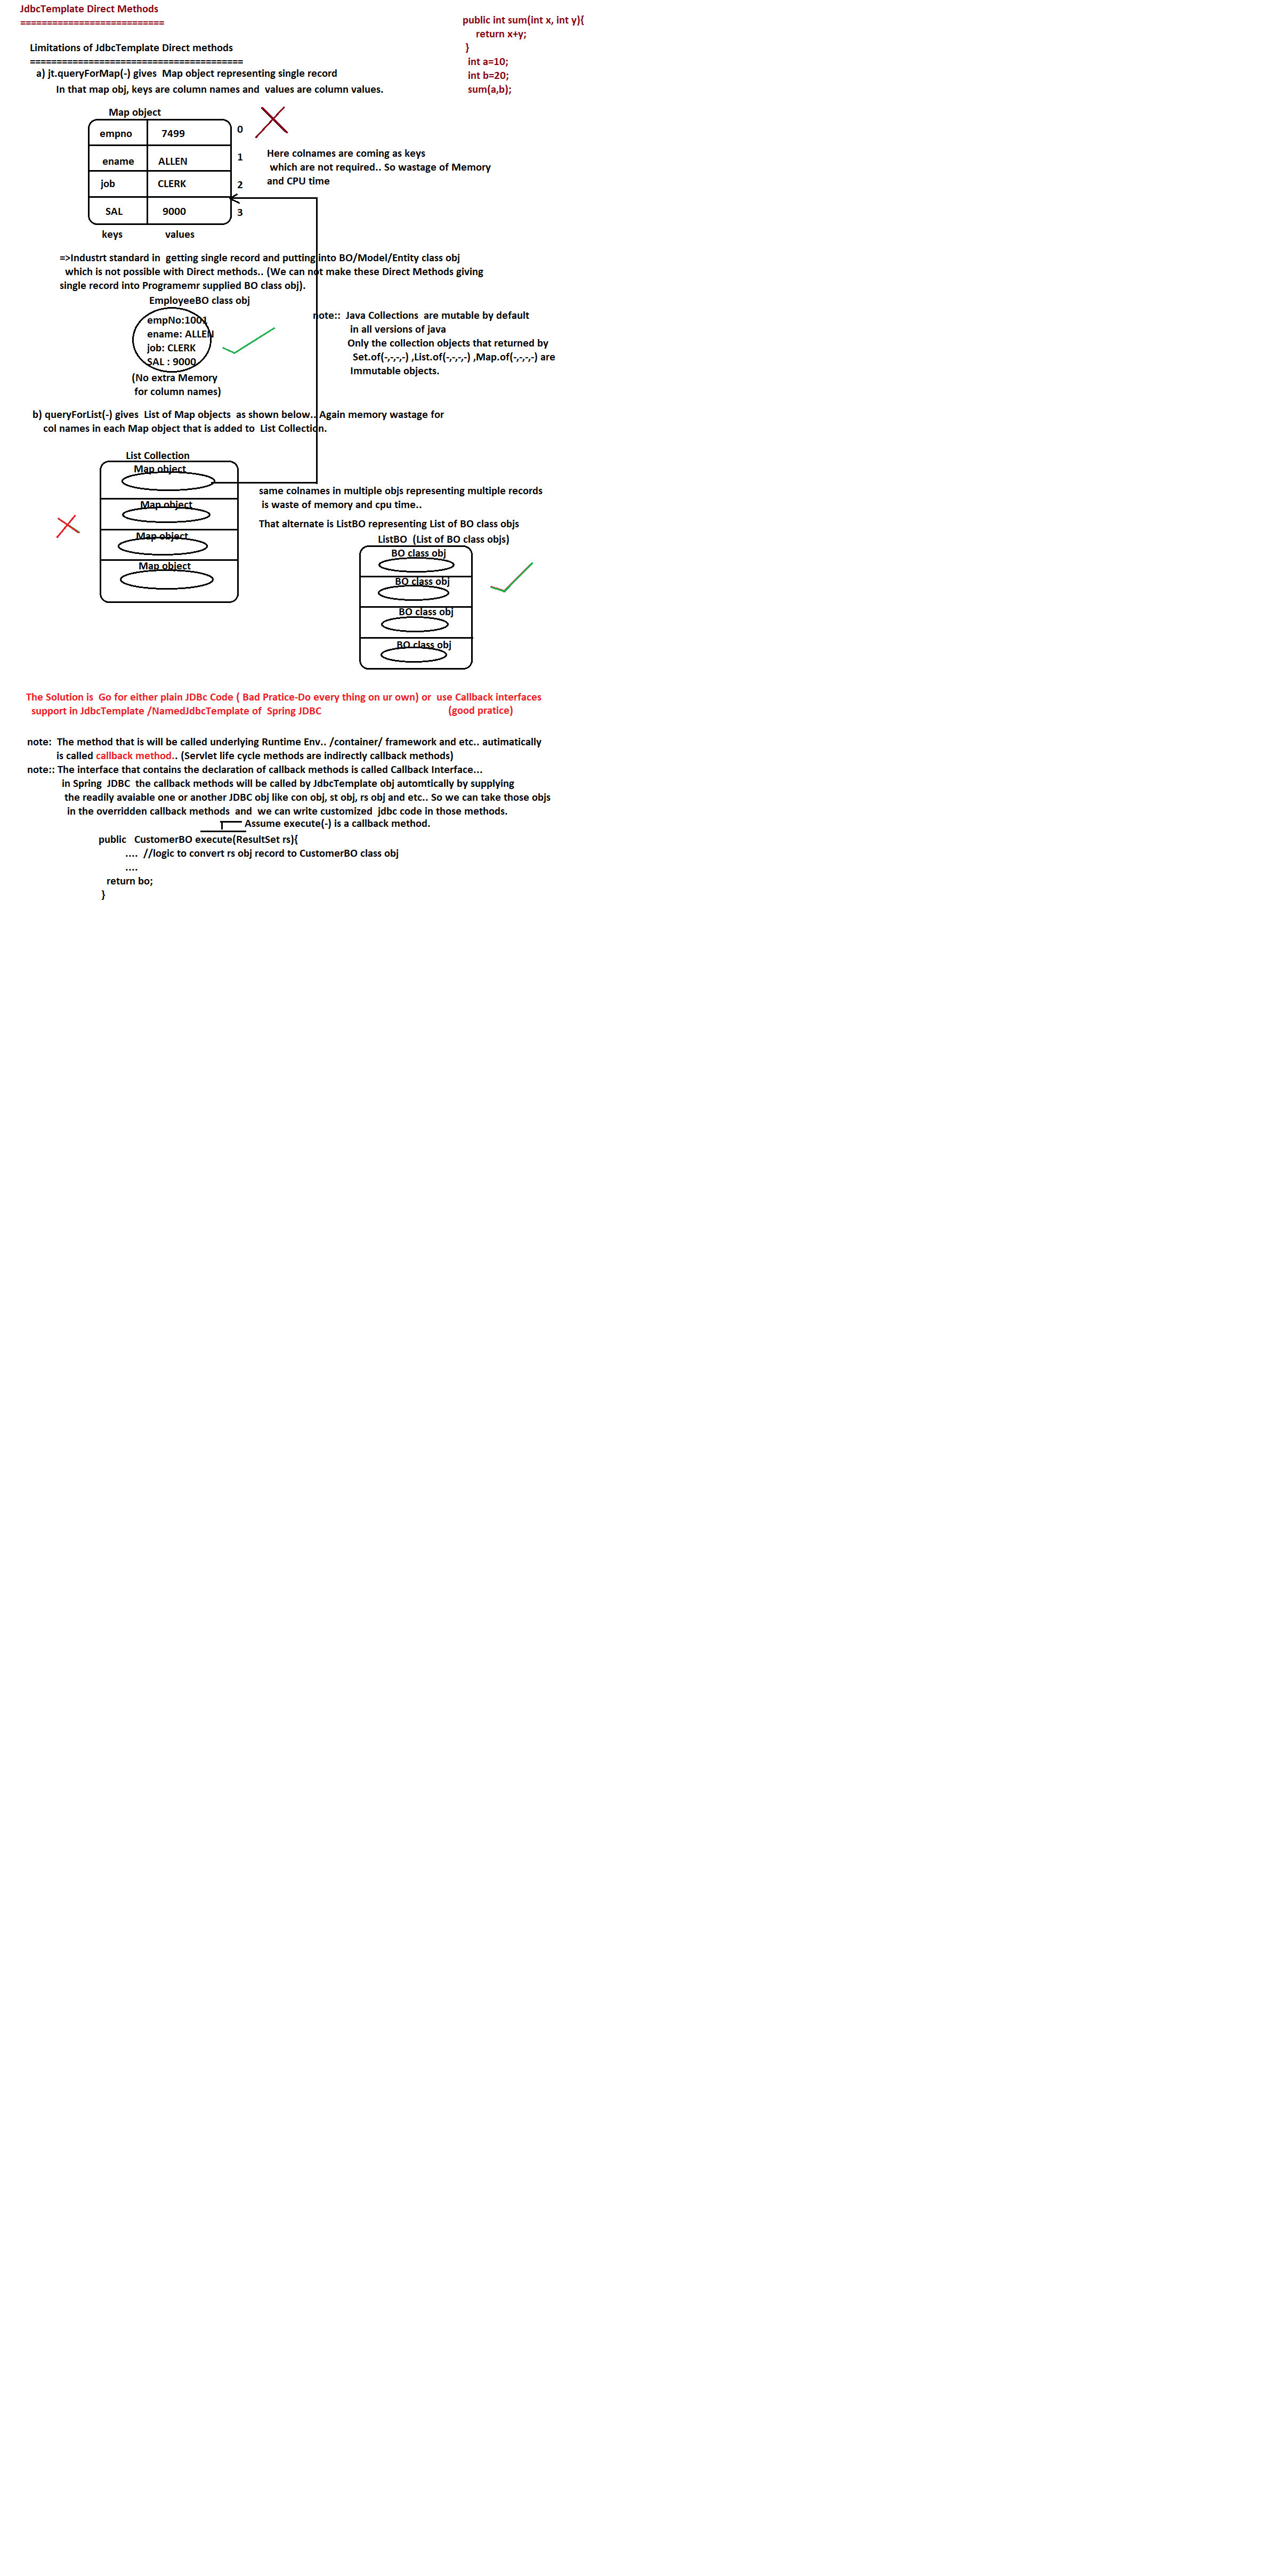 JdbcTemplate Direct Methods
===========================
public int sum(int x, int y){
return x+y;
}
int a=10;
int b=20;
sum(a,b);
Limitations of JdbcTemplate Direct methods
========================================
a) jt.queryForMap(-) gives Map object representing single record
In that map obj, keys are column names and values are column values.
Map object
empno 7499 0
ename ALLEN 1
job CLERK 2
SAL 9000 3
keys values
Here colnames are coming as keys
which are not required.. So wastage of Memory
and CPU time
=>Industrt standard in getting single record and putting into BO/Model/Entity class obj
which is not possible with Direct methods.. (We can not make these Direct Methods giving
single record into Programemr supplied BO class obj).
EmployeeBO class obj
empNo:1001
ename: ALLEN
job: CLERK
SAL : 9000
(No extra Memory
for column names)
note:: Java Collections are mutable by default
in all versions of java
Only the collection objects that returned by
Set.of(-,-,-,-) ,List.of(-,-,-,-) ,Map.of(-,-,-,-) are
Immutable objects.
b) queryForList(-) gives List of Map objects as shown below.. Again memory wastage for
col names in each Map object that is added to List Collection.
List Collection
Map object
Map object
Map object
Map object
same colnames in multiple objs representing multiple records
is waste of memory and cpu time..
That alternate is ListBO representing List of BO class objs
ListBO (List of BO class objs)
BO class obj
BO class obj
BO class obj
BO class obj
The Solution is Go for either plain JDBc Code ( Bad Pratice-Do every thing on ur own) or use Callback interfaces
support in JdbcTemplate /NamedJdbcTemplate of Spring JDBC (good pratice)
note: The method that is will be called underlying Runtime Env.. /container/ framework and etc.. autimatically
is called callback method.. (Servlet life cycle methods are indirectly callback methods)
note:: The interface that contains the declaration of callback methods is called Callback Interface...
in Spring JDBC the callback methods will be called by JdbcTemplate obj automtically by supplying
the readily avaiable one or another JDBC obj like con obj, st obj, rs obj and etc.. So we can take those objs
in the overridden callback methods and we can write customized jdbc code in those methods.
Assume execute(-) is a callback method.
public CustomerBO execute(ResultSet rs){
.... //logic to convert rs obj record to CustomerBO class obj
....
return bo;
}